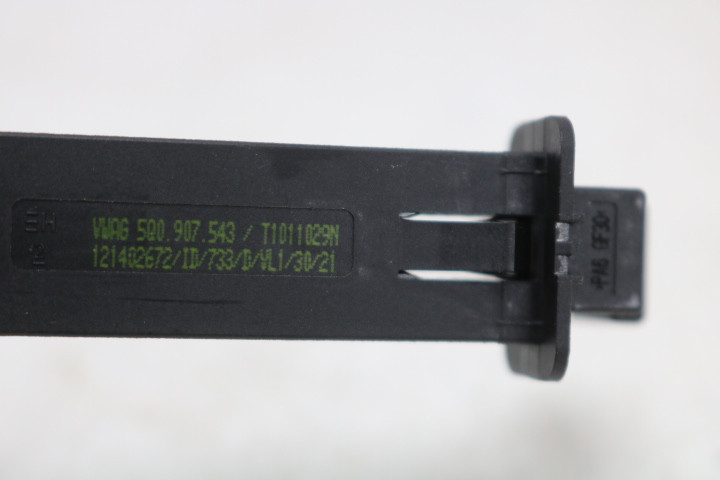 VWAG 5Q0.907.543 / T1011029N
121402672/ID/733/D/VL1/30/21
>PA6 GF30<